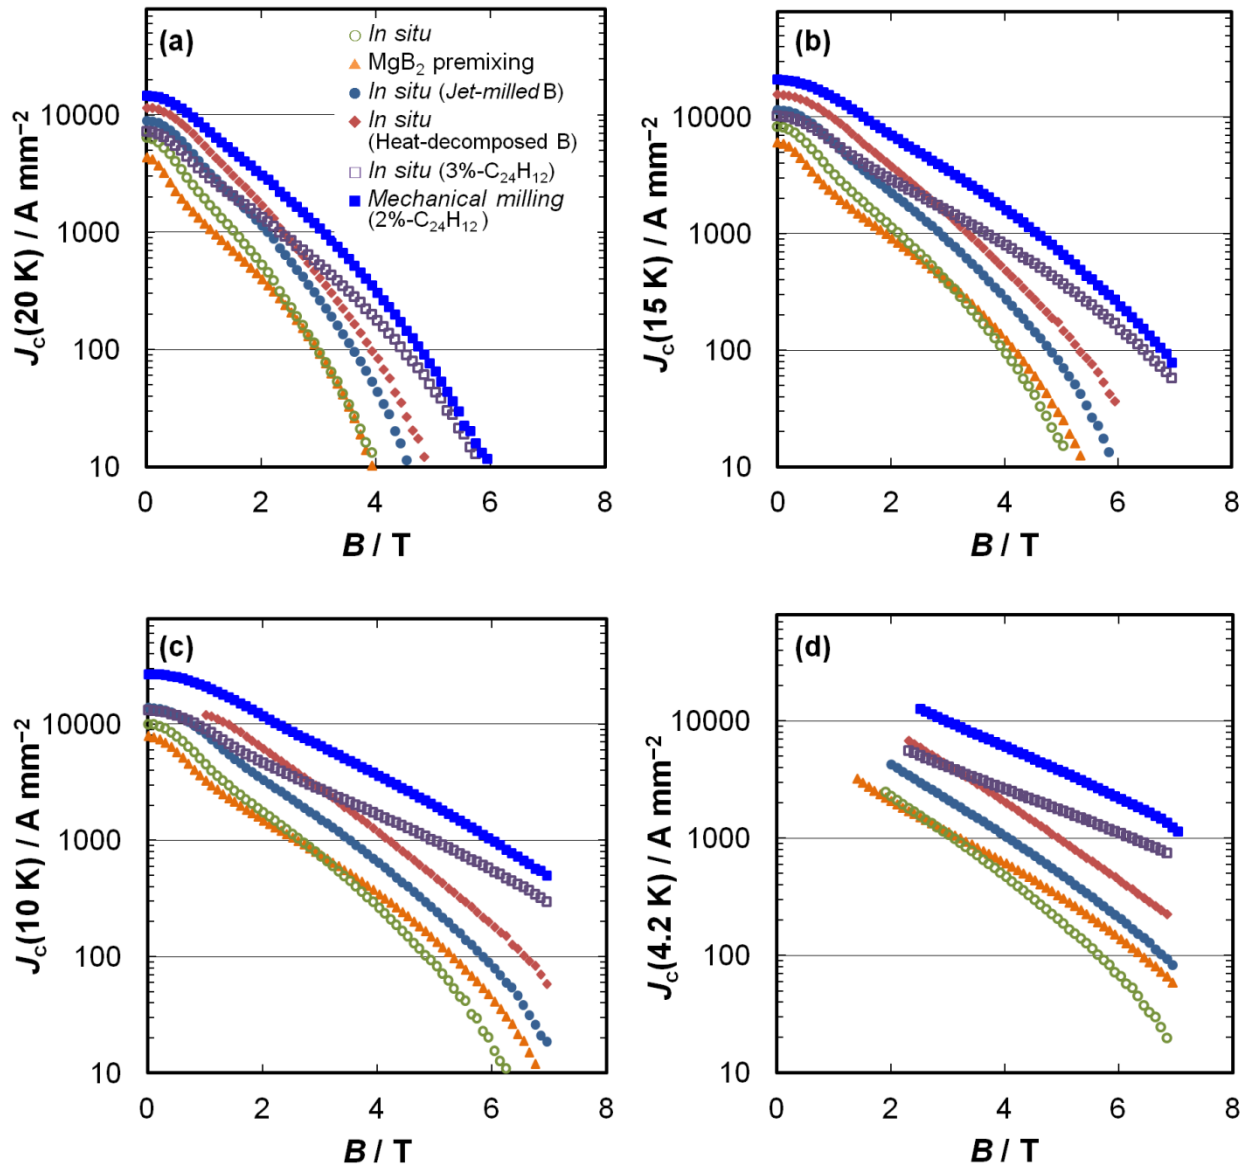 (a)
In situ
MgB₂ premixing
In situ (Jet-milled B)
In situ
(Heat-decomposed B)
In situ (3%-C₂₄H₁₂)
Mechanical milling
(2%-C₂₄H₁₂)
10000
1000
100
10
0 2 4 6 8
Jc(20 K) / A mm⁻²
B / T
(b)
10000
1000
100
10
0 2 4 6 8
Jc(15 K) / A mm⁻²
B / T
(c)
10000
1000
100
10
0 2 4 6 8
Jc(10 K) / A mm⁻²
B / T
(d)
10000
1000
100
10
0 2 4 6 8
Jc(4.2 K) / A mm⁻²
B / T